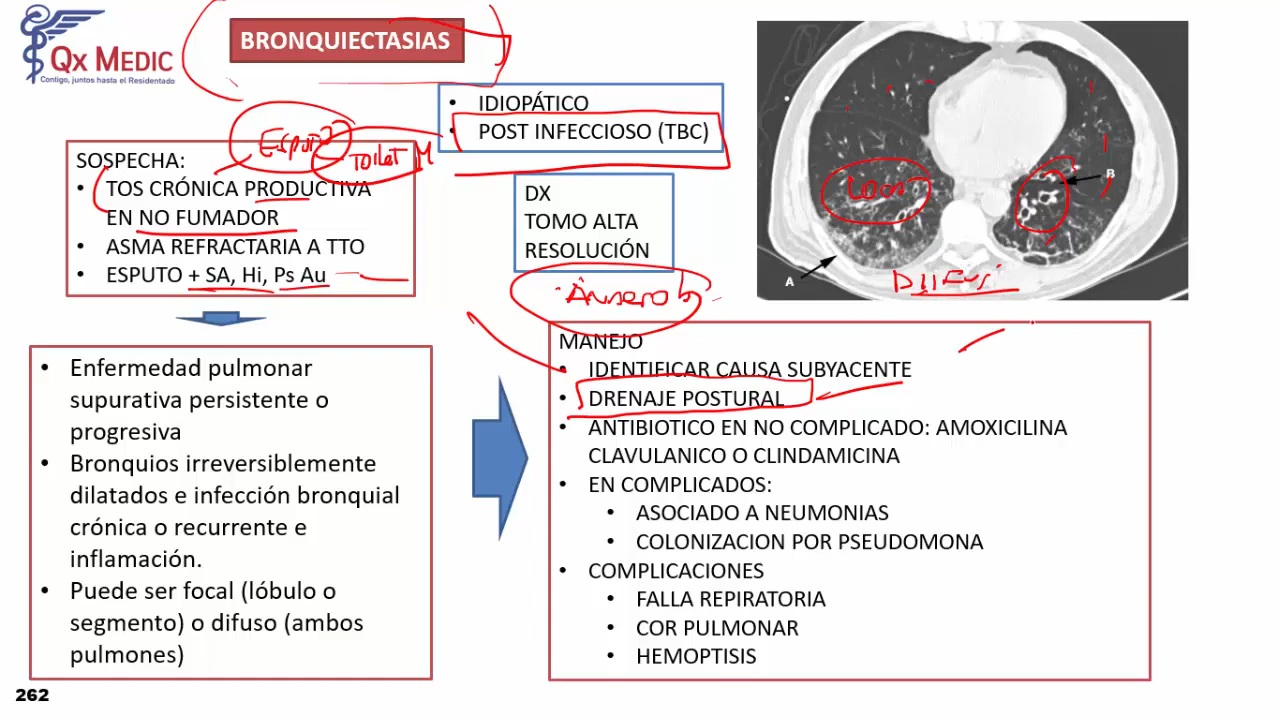 Qx MEDIC
Contigo, juntos hasta el Residentado
BRONQUIECTASIAS
• IDIOPÁTICO
• POST INFECCIOSO (TBC)
TOILET
SOSPECHA:
• TOS CRÓNICA PRODUCTIVA
EN NO FUMADOR
• ASMA REFRACTARIA A TTO
• ESPUTO + SA, Hi, Ps Au
DX
TOMO ALTA
RESOLUCIÓN
B
A
• Enfermedad pulmonar
supurativa persistente o
progresiva
• Bronquios irreversiblemente
dilatados e infección bronquial
crónica o recurrente e
inflamación.
• Puede ser focal (lóbulo o
segmento) o difuso (ambos
pulmones)
MANEJO
• IDENTIFICAR CAUSA SUBYACENTE
• DRENAJE POSTURAL
• ANTIBIOTICO EN NO COMPLICADO: AMOXICILINA
CLAVULANICO O CLINDAMICINA
• EN COMPLICADOS:
• ASOCIADO A NEUMONIAS
• COLONIZACION POR PSEUDOMONA
• COMPLICACIONES
• FALLA REPIRATORIA
• COR PULMONAR
• HEMOPTISIS
262